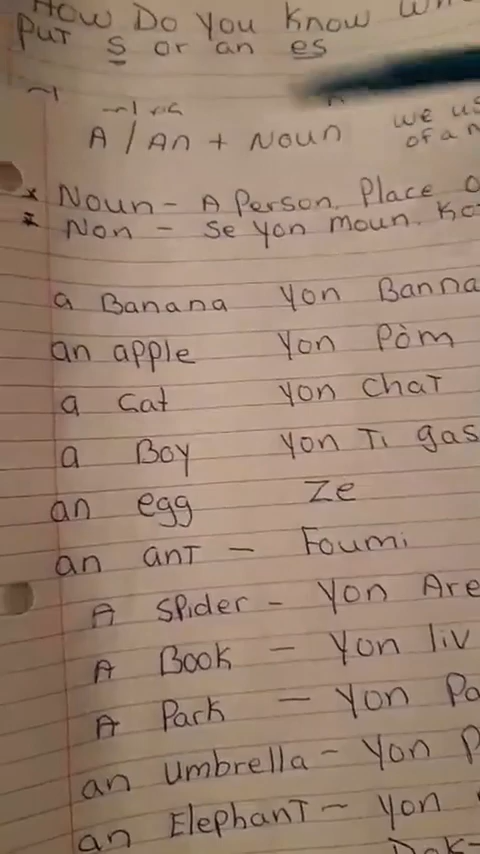 How Do You Know
Put s or an es
A / An + Noun we us
of a n
* Noun - A Person. Place o
* Non - Se yon moun. Ko
a Banana Yon Banna
an apple Yon Pòm
a Cat Yon Chat
a Boy Yon Ti gas
an egg Ze
an ant - Foumi
A Spider - Yon Are
A Book - Yon liv
A Park - Yon Pa
an Umbrella - Yon P
an Elephant - Yon